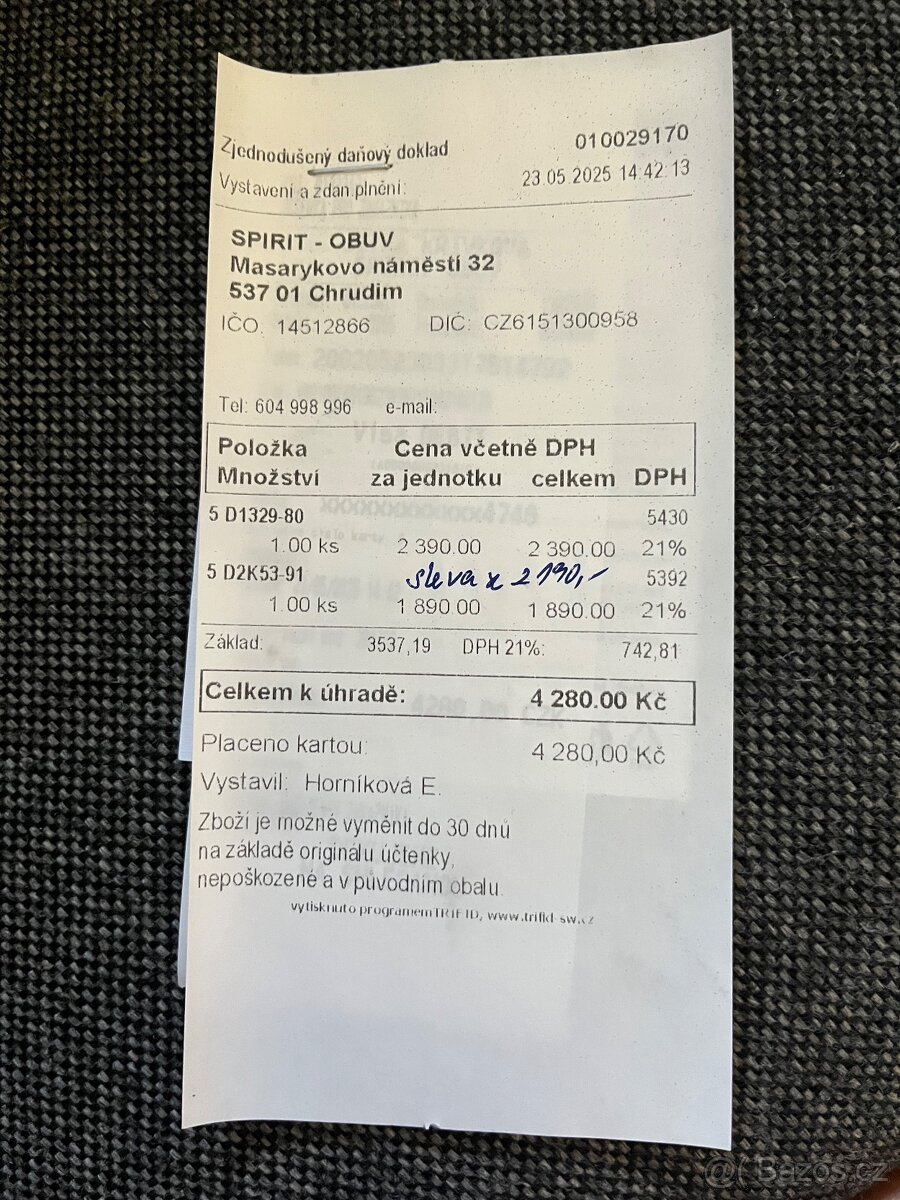 Zjednodušený daňový doklad 010029170
Vystavení a zdan.plnění: 23.05.2025 14:42:13
SPIRIT - OBUV
Masarykovo náměstí 32
537 01 Chrudim
IČO: 14512866 DIČ: CZ6151300958
Tel: 604 998 996 e-mail:
Položka Cena včetně DPH
Množství za jednotku celkem DPH
5 D1329-80 5430
1.00 ks 2 390.00 2 390.00 21%
5 D2K53-91 sleva z 2190,- 5392
1.00 ks 1 890.00 1 890.00 21%
Základ: 3537,19 DPH 21%: 742,81
Celkem k úhradě: 4 280.00 Kč
Placeno kartou: 4 280,00 Kč
Vystavil: Horníková E.
Zboží je možné vyměnit do 30 dnů
na základě originálu účtenky,
nepoškozené a v původním obalu.
vytisknuto programem TRIFID, www.trifid-sw.cz
Bazos.cz